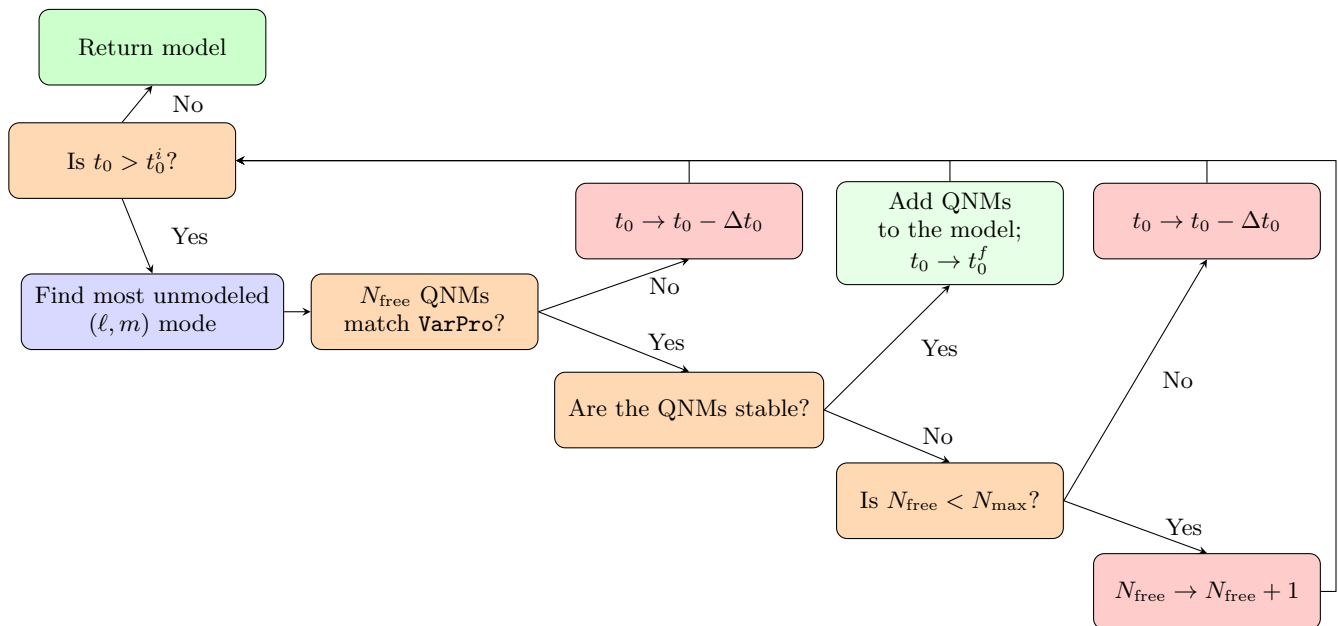 Return model
No
Is $t_0 > t_0^i$?
Yes
Find most unmodeled
$(\ell, m)$ mode
$N_{\text{free}}$ QNMs
match VarPro?
No
$t_0 \to t_0 - \Delta t_0$
Yes
Are the QNMs stable?
Yes
Add QNMs
to the model;
$t_0 \to t_0^f$
No
Is $N_{\text{free}} < N_{\text{max}}$?
No
$t_0 \to t_0 - \Delta t_0$
Yes
$N_{\text{free}} \to N_{\text{free}} + 1$